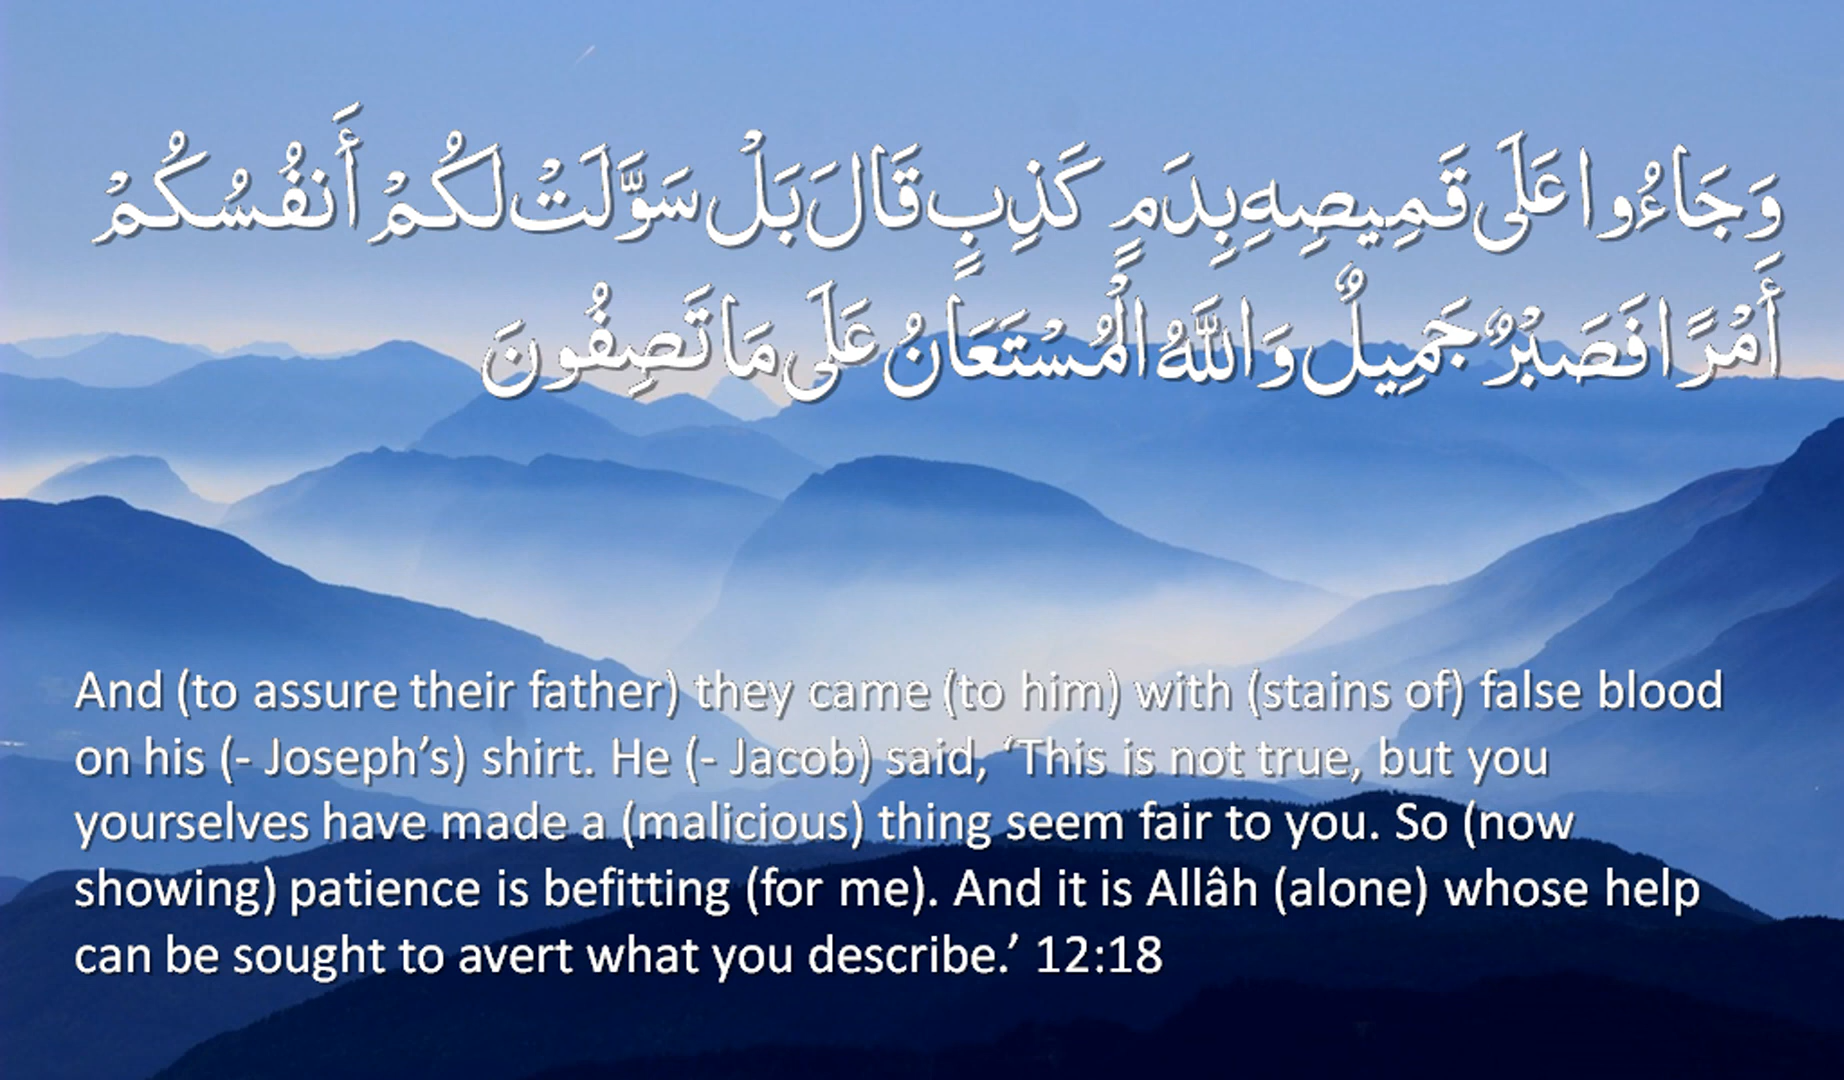 وَجَاءُوا عَلَى قَمِيصِهِ بِدَمٍ كَذِبٍ قَالَ بَلْ سَوَّلَتْ لَكُمْ أَنفُسُكُمْ
أَمْرًا فَصَبْرٌ جَمِيلٌ وَاللَّهُ الْمُسْتَعَانُ عَلَى مَا تَصِفُونَ
And (to assure their father) they came (to him) with (stains of) false blood
on his (- Joseph’s) shirt. He (- Jacob) said, ‘This is not true, but you
yourselves have made a (malicious) thing seem fair to you. So (now
showing) patience is befitting (for me). And it is Allâh (alone) whose help
can be sought to avert what you describe.’ 12:18